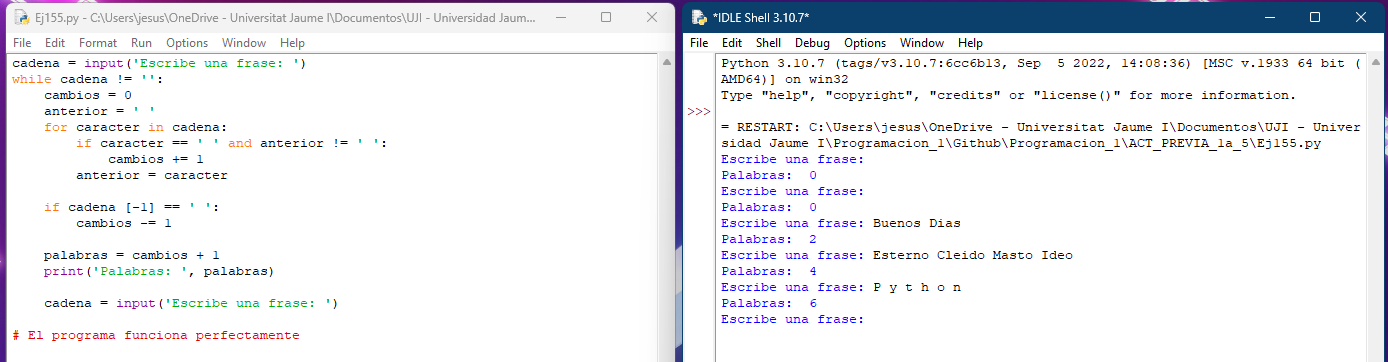 Ej155.py - C:\Users\jesus\OneDrive - Universitat Jaume I\Documentos\UJI - Universidad Jaum...
File Edit Format Run Options Window Help
cadena = input('Escribe una frase: ')
while cadena != '':
    cambios = 0
    anterior = ' '
    for caracter in cadena:
        if caracter == ' ' and anterior != ' ':
            cambios += 1
        anterior = caracter
    if cadena [-1] == ' ':
        cambios -= 1
    palabras = cambios + 1
    print('Palabras: ', palabras)
    cadena = input('Escribe una frase: ')
# El programa funciona perfectamente
*IDLE Shell 3.10.7*
File Edit Shell Debug Options Window Help
Python 3.10.7 (tags/v3.10.7:6cc6b13, Sep  5 2022, 14:08:36) [MSC v.1933 64 bit (
AMD64)] on win32
Type "help", "copyright", "credits" or "license()" for more information.
>>>
= RESTART: C:\Users\jesus\OneDrive - Universitat Jaume I\Documentos\UJI - Univer
sidad Jaume I\Programacion_1\Github\Programacion_1\ACT_PREVIA_1a_5\Ej155.py
Escribe una frase:
Palabras:  0
Escribe una frase:
Palabras:  0
Escribe una frase: Buenos Dias
Palabras:  2
Escribe una frase: Esterno Cleido Masto Ideo
Palabras:  4
Escribe una frase: P y t h o n
Palabras:  6
Escribe una frase: